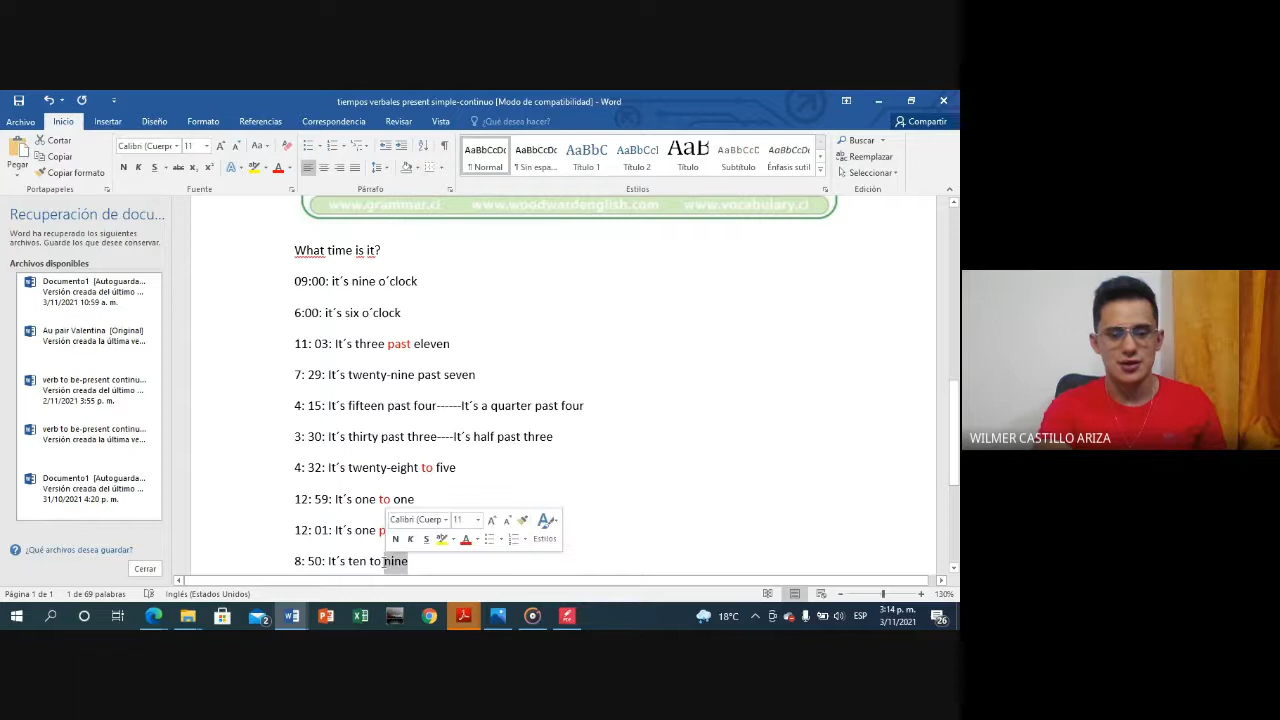 tiempos verbales present simple-continuo [Modo de compatibilidad] - Word
Archivo Inicio Insertar Diseño Formato Referencias Correspondencia Revisar Vista ¿Qué desea hacer? Compartir
Pegar
Cortar
Copiar
Copiar formato
Portapapeles
Calibri (Cuerpo 11
N K S abc x₂ x²
Fuente
Párrafo
AaBbCcDc AaBbCcDc AaBbC AaBbCcl AaB AaBbCcD AaBbCcDc
¶ Normal ¶ Sin espa... Título 1 Título 2 Título Subtítulo Énfasis sutil
Estilos
Buscar
Reemplazar
Seleccionar
Edición
Recuperación de docu...
Word ha recuperado los siguientes
archivos. Guarde los que desee conservar.
Archivos disponibles
Documento1 [Autoguarda...
Versión creada del último ...
3/11/2021 10:59 a. m.
Au pair Valentina [Original]
Versión creada la última ve...
verb to be-present continu...
Versión creada del último ...
2/11/2021 3:55 p. m.
verb to be-present continu...
Versión creada la última ve...
Documento1 [Autoguarda...
Versión creada del último ...
31/10/2021 4:20 p. m.
¿Qué archivos desea guardar?
Cerrar
www.grammar.cl www.woodwardenglish.com www.vocabulary.cl
What time is it?
09:00: it´s nine o´clock
6:00: it´s six o´clock
11: 03: It´s three past eleven
7: 29: It´s twenty-nine past seven
4: 15: It´s fifteen past four------It´s a quarter past four
3: 30: It´s thirty past three----It´s half past three
4: 32: It´s twenty-eight to five
12: 59: It´s one to one
12: 01: It´s one p
8: 50: It´s ten to nine
Calibri (Cuerp 11
N K S Estilos
Página 1 de 1 1 de 69 palabras Inglés (Estados Unidos) 130%
18°C ESP 3:14 p. m.
3/11/2021
2
26
WILMER CASTILLO ARIZA